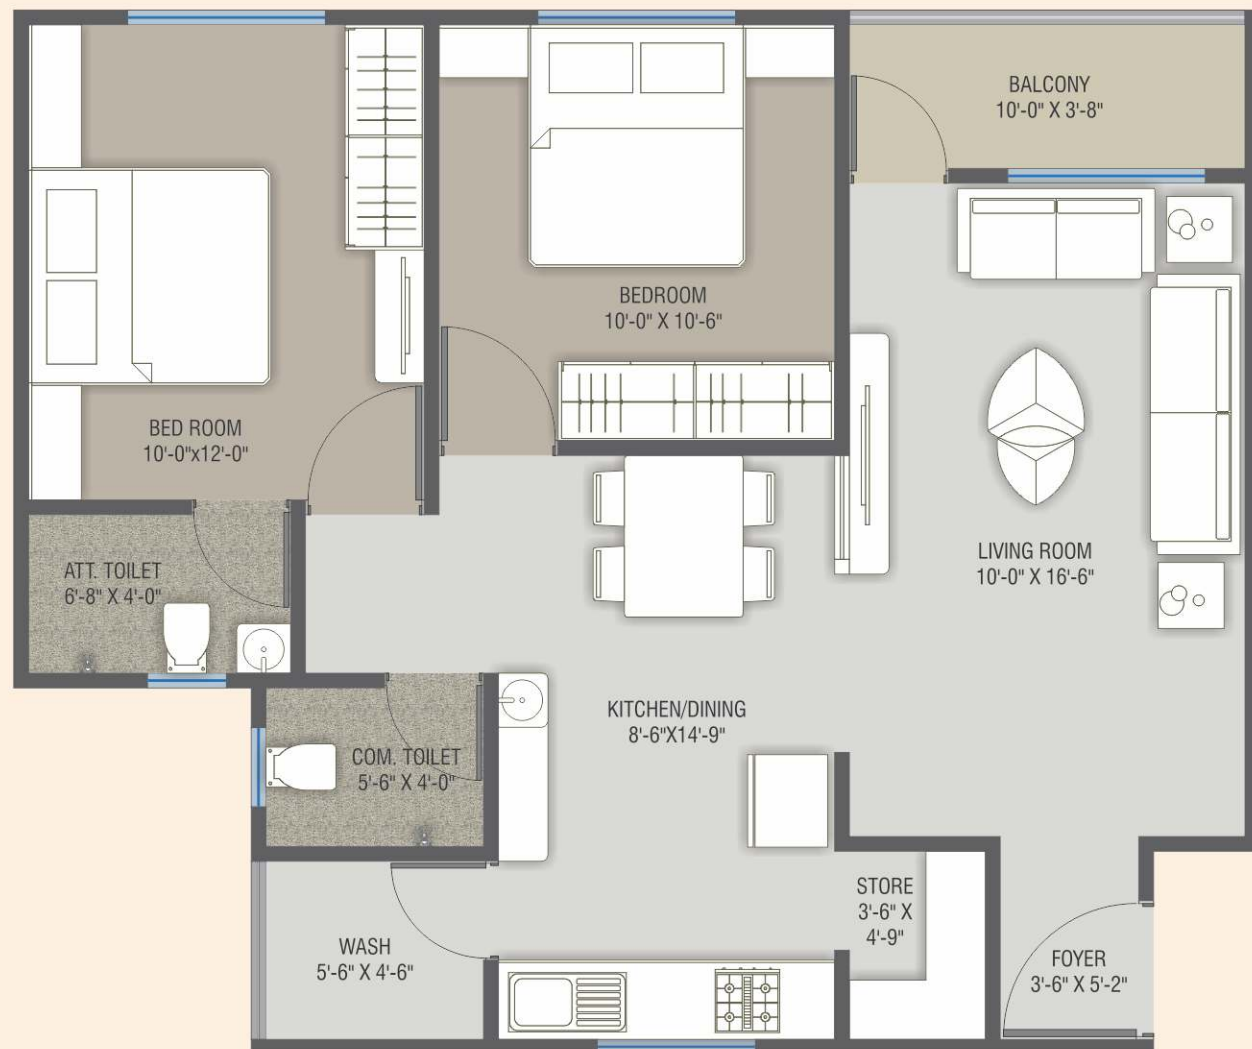 BALCONY
10'-0" X 3'-8"
BEDROOM
10'-0" X 10'-6"
BED ROOM
10'-0"x12'-0"
LIVING ROOM
10'-0" X 16'-6"
ATT. TOILET
6'-8" X 4'-0"
KITCHEN/DINING
8'-6"X14'-9"
COM. TOILET
5'-6" X 4'-0"
STORE
3'-6" X
4'-9"
WASH
5'-6" X 4'-6"
FOYER
3'-6" X 5'-2"